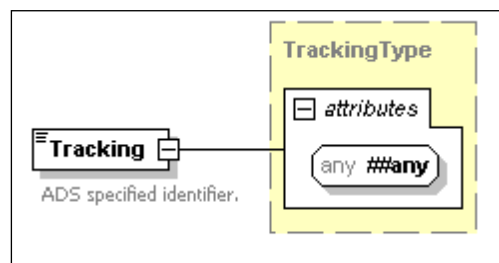 TrackingType
attributes
Tracking
any ##any
ADS specified identifier.